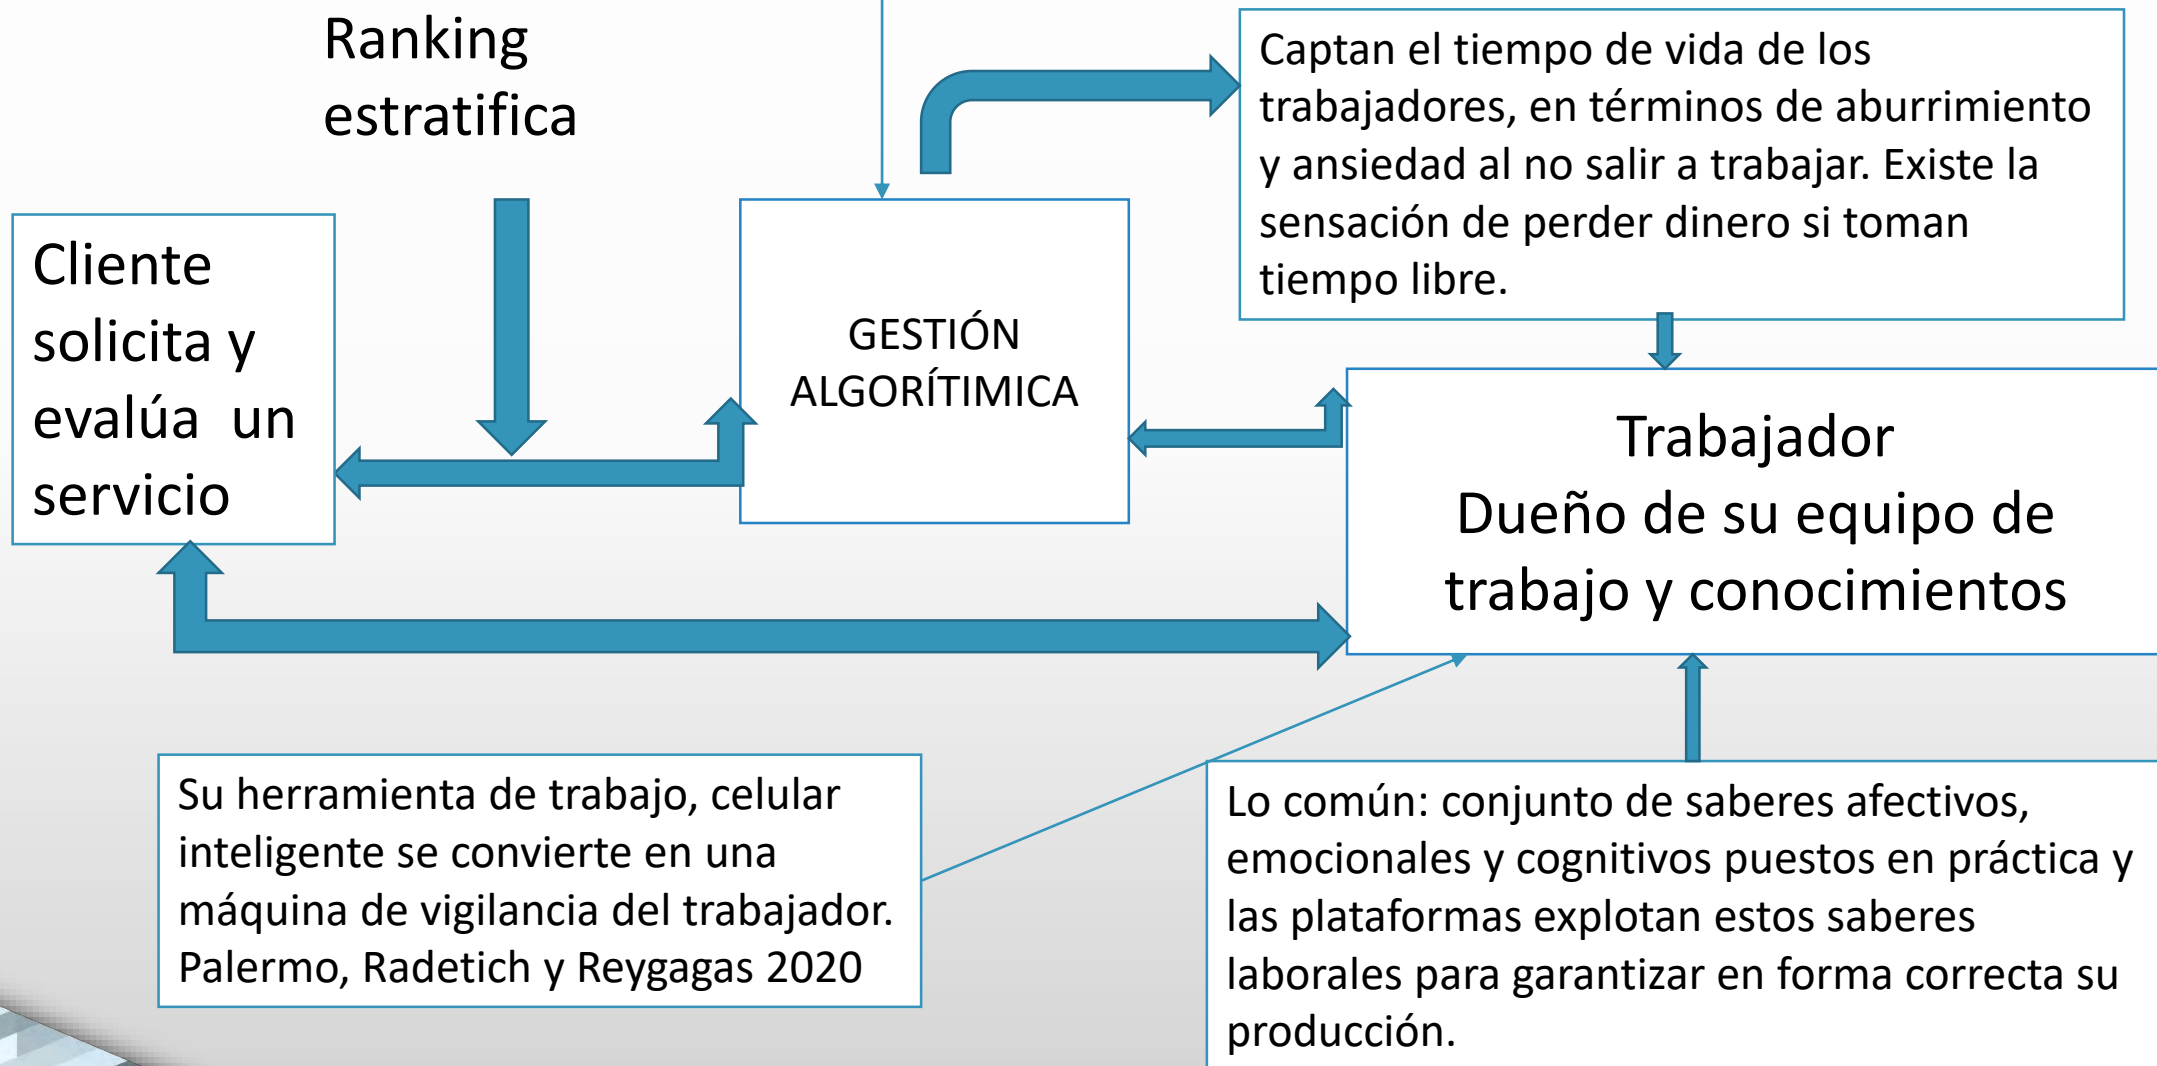 Ranking
estratifica
Captan el tiempo de vida de los
trabajadores, en términos de aburrimiento
y ansiedad al no salir a trabajar. Existe la
sensación de perder dinero si toman
tiempo libre.
Cliente
solicita y
evalúa un
servicio
GESTIÓN
ALGORÍTIMICA
Trabajador
Dueño de su equipo de
trabajo y conocimientos
Su herramienta de trabajo, celular
inteligente se convierte en una
máquina de vigilancia del trabajador.
Palermo, Radetich y Reygagas 2020
Lo común: conjunto de saberes afectivos,
emocionales y cognitivos puestos en práctica y
las plataformas explotan estos saberes
laborales para garantizar en forma correcta su
producción.